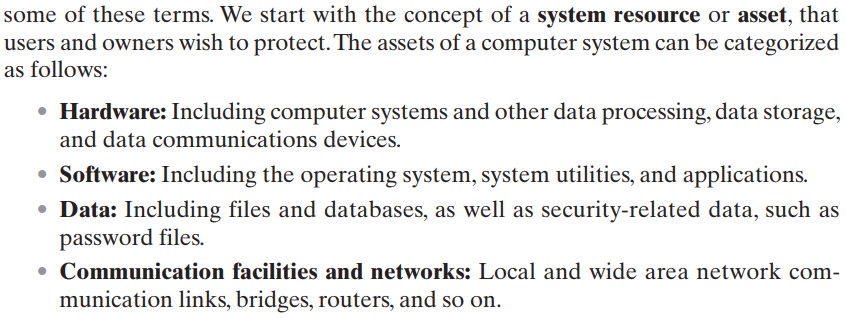 some of these terms. We start with the concept of a system resource or asset, that
users and owners wish to protect. The assets of a computer system can be categorized
as follows:
• Hardware: Including computer systems and other data processing, data storage,
and data communications devices.
• Software: Including the operating system, system utilities, and applications.
• Data: Including files and databases, as well as security-related data, such as
password files.
• Communication facilities and networks: Local and wide area network com-
munication links, bridges, routers, and so on.